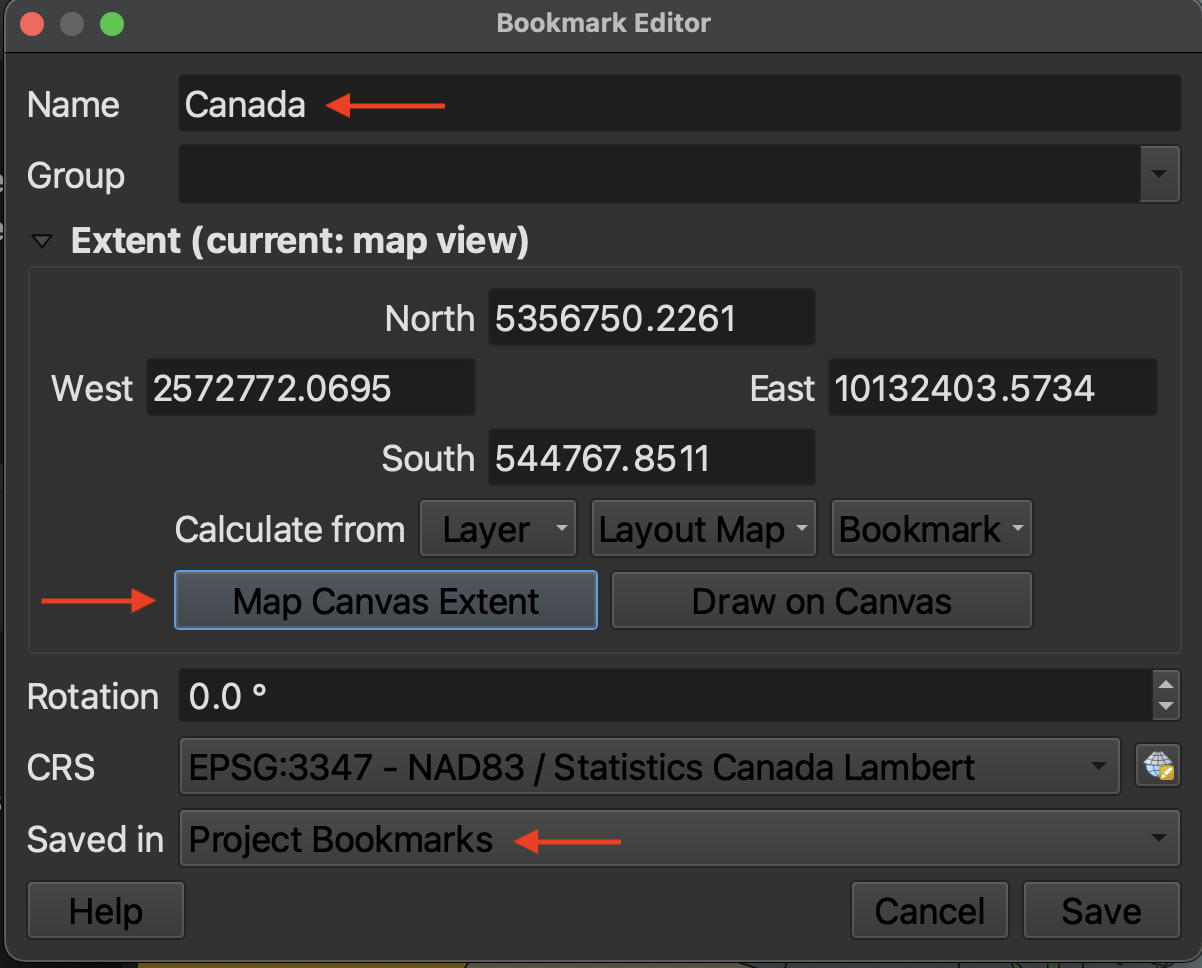 Bookmark Editor
Name Canada
Group
Extent (current: map view)
North 5356750.2261
West 2572772.0695 East 10132403.5734
South 544767.8511
Calculate from Layer Layout Map Bookmark
Map Canvas Extent Draw on Canvas
Rotation 0.0 °
CRS EPSG:3347 - NAD83 / Statistics Canada Lambert
Saved in Project Bookmarks
Help Cancel Save